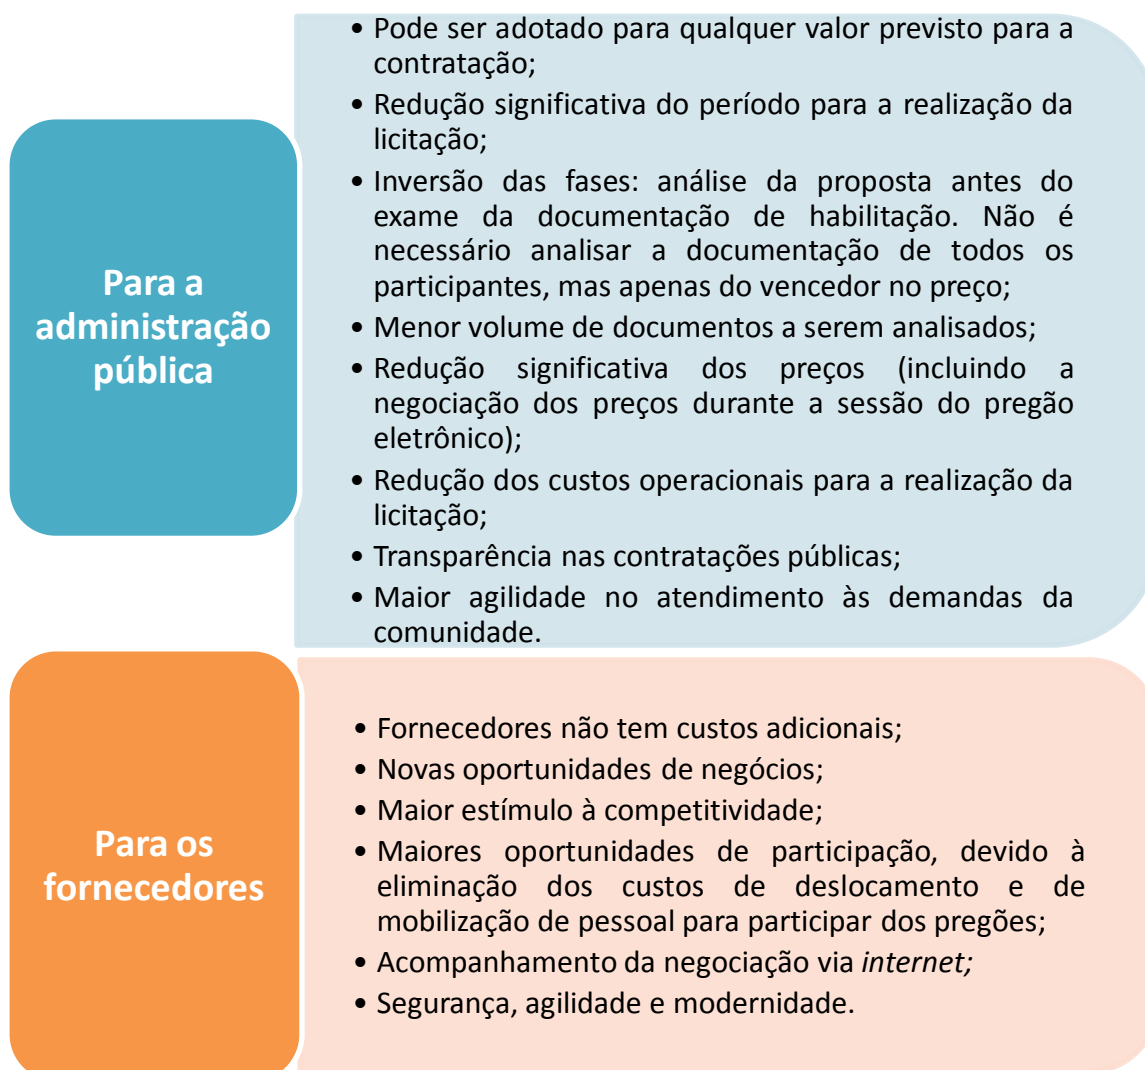 Para a
administração
pública
• Pode ser adotado para qualquer valor previsto para a
contratação;
• Redução significativa do período para a realização da
licitação;
• Inversão das fases: análise da proposta antes do
exame da documentação de habilitação. Não é
necessário analisar a documentação de todos os
participantes, mas apenas do vencedor no preço;
• Menor volume de documentos a serem analisados;
• Redução significativa dos preços (incluindo a
negociação dos preços durante a sessão do pregão
eletrônico);
• Redução dos custos operacionais para a realização da
licitação;
• Transparência nas contratações públicas;
• Maior agilidade no atendimento às demandas da
comunidade.
Para os
fornecedores
• Fornecedores não tem custos adicionais;
• Novas oportunidades de negócios;
• Maior estímulo à competitividade;
• Maiores oportunidades de participação, devido à
eliminação dos custos de deslocamento e de
mobilização de pessoal para participar dos pregões;
• Acompanhamento da negociação via internet;
• Segurança, agilidade e modernidade.